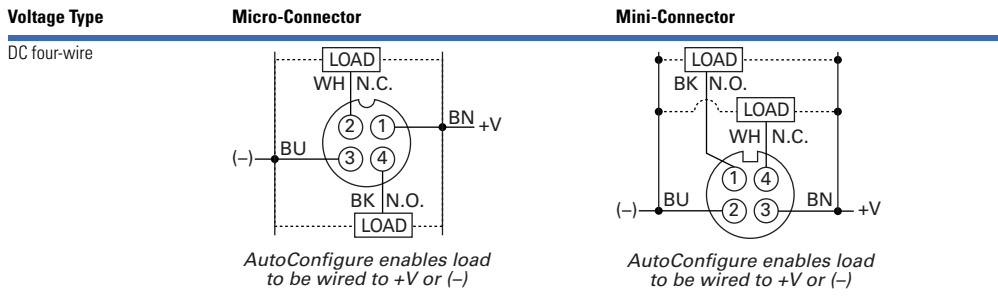 Voltage Type Micro-Connector Mini-Connector
DC four-wire
LOAD
WH N.C.
2 1
BN +V
(–) BU
3 4
BK N.O.
LOAD
AutoConfigure enables load
to be wired to +V or (–)
LOAD
BK N.O.
LOAD
WH N.C.
1 4
(–) BU
2 3
BN +V
AutoConfigure enables load
to be wired to +V or (–)